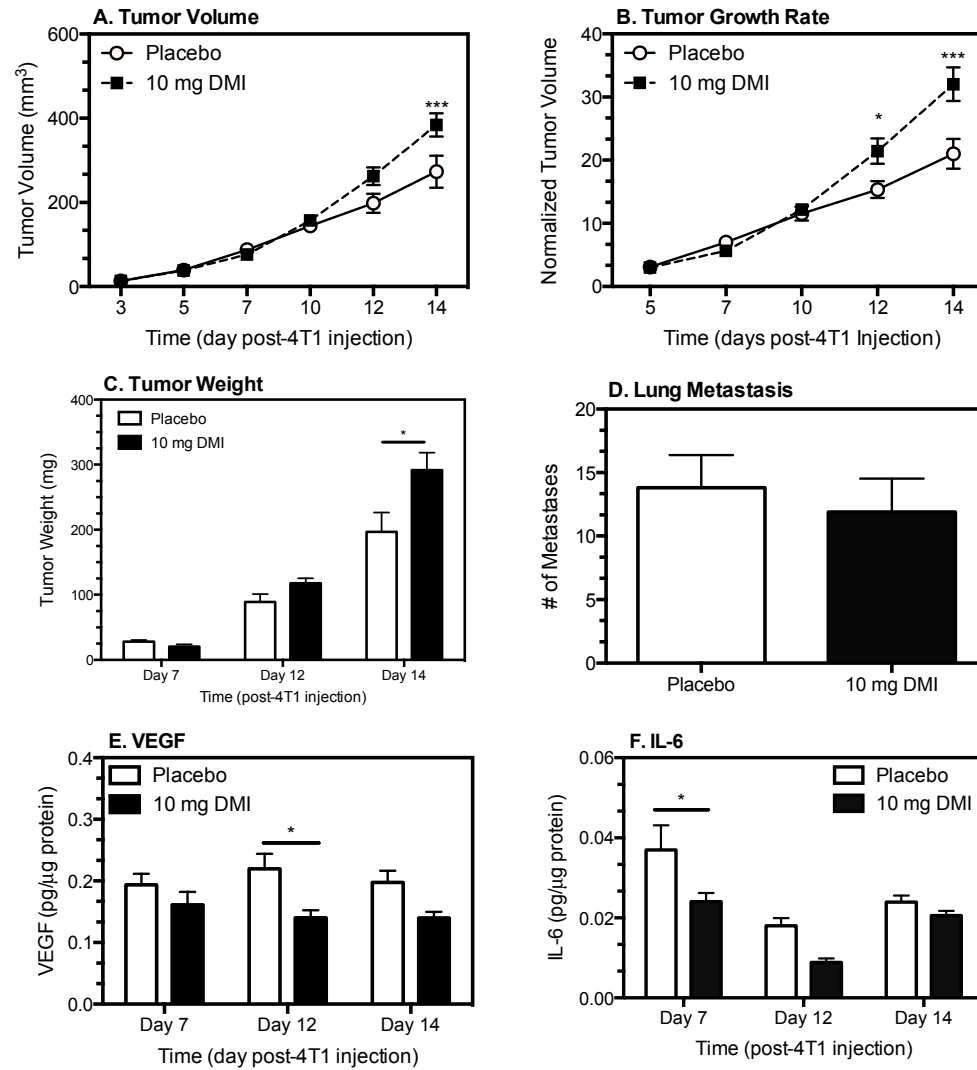 A. Tumor Volume
600
400
200
0
Tumor Volume (mm³)
Placebo
10 mg DMI
***
3 5 7 10 12 14
Time (day post-4T1 injection)
B. Tumor Growth Rate
40
30
20
10
0
Normalized Tumor Volume
Placebo
10 mg DMI
*
***
5 7 10 12 14
Time (days post-4T1 Injection)
C. Tumor Weight
400
300
200
100
0
Tumor Weight (mg)
Placebo
10 mg DMI
*
Day 7 Day 12 Day 14
Time (post-4T1 injection)
D. Lung Metastasis
20
15
10
5
0
# of Metastases
Placebo 10 mg DMI
E. VEGF
0.4
0.3
0.2
0.1
0.0
VEGF (pg/µg protein)
Placebo
10 mg DMI
*
Day 7 Day 12 Day 14
Time (day post-4T1 injection)
F. IL-6
0.06
0.04
0.02
0.00
IL-6 (pg/µg protein)
Placebo
10 mg DMI
*
Day 7 Day 12 Day 14
Time (post-4T1 injection)